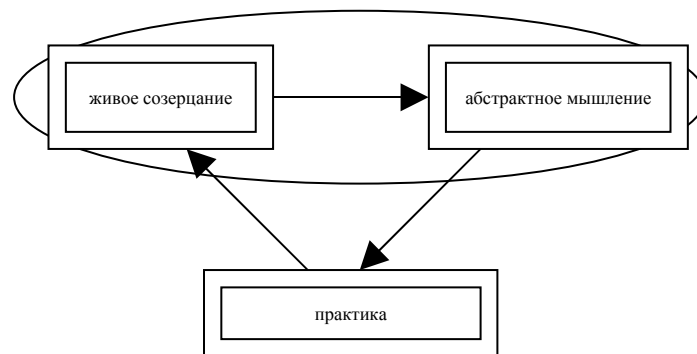 живое созерцание
абстрактное мышление
практика